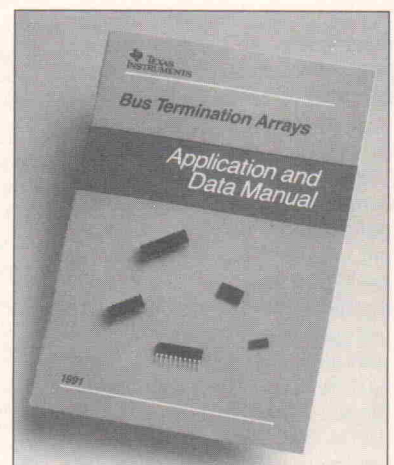 TEXAS
INSTRUMENTS
Bus Termination Arrays
Application and
Data Manual
1991